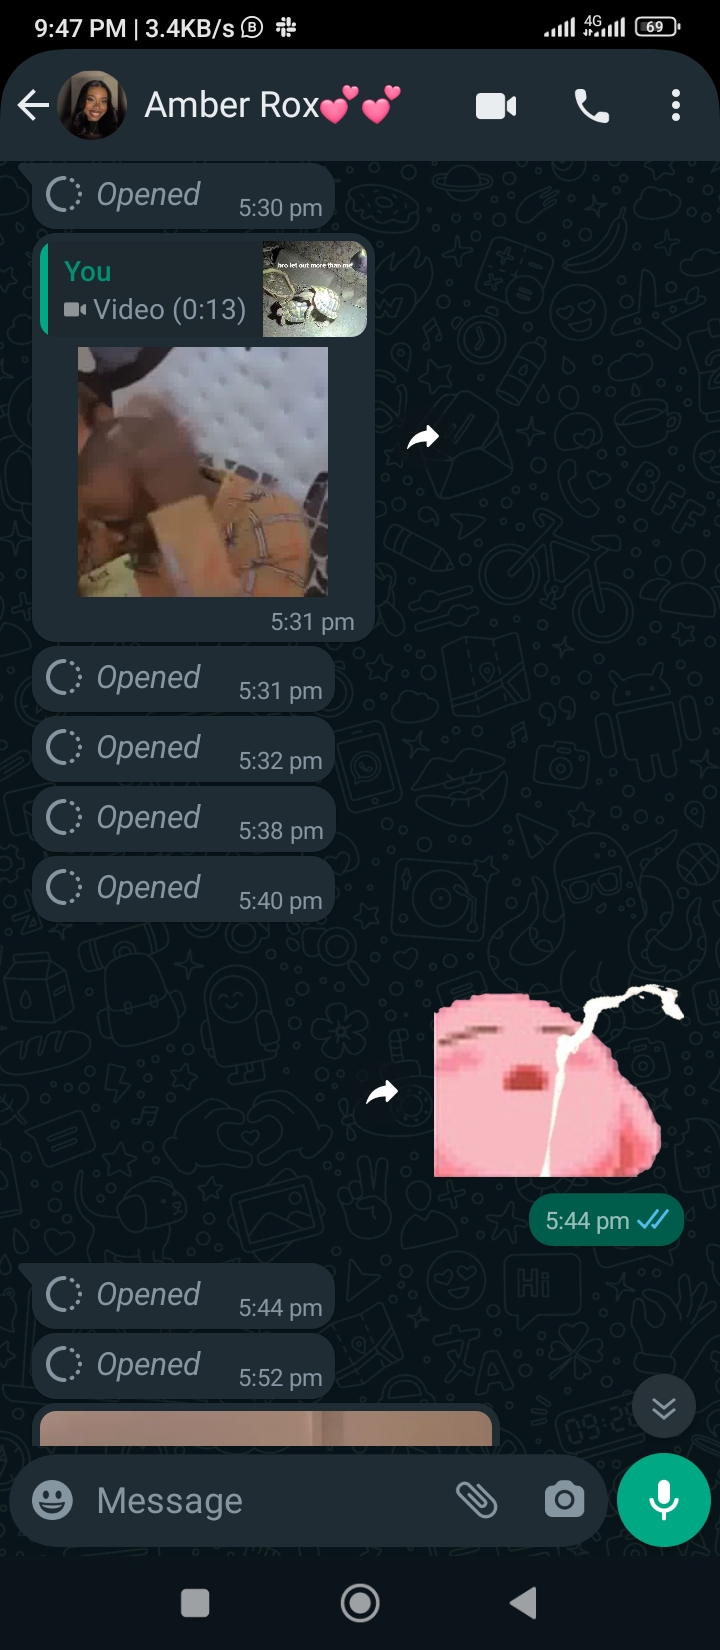 9:47 PM | 3.4KB/s
4G
69
Amber Rox💕💕
Opened 5:30 pm
You
Video (0:13)
bro let out more than me
5:31 pm
Opened 5:31 pm
Opened 5:32 pm
Opened 5:38 pm
Opened 5:40 pm
5:44 pm
Opened 5:44 pm
Opened 5:52 pm
Message